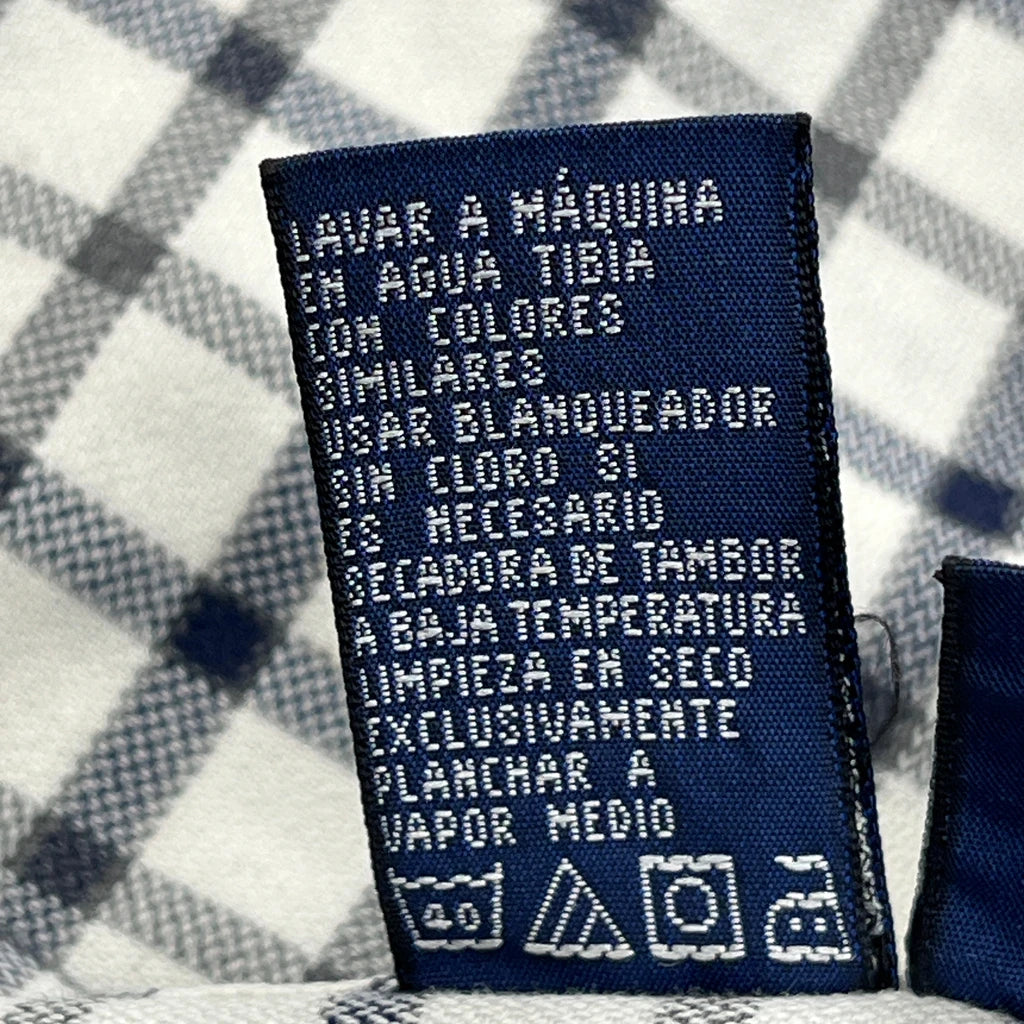 LAVAR A MÁQUINA
EN AGUA TIBIA
CON COLORES
SIMILARES
USAR BLANQUEADOR
SIN CLORO SI
ES NECESARIO
SECADORA DE TAMBOR
A BAJA TEMPERATURA
LIMPIEZA EN SECO
EXCLUSIVAMENTE
PLANCHAR A
VAPOR MEDIO
40